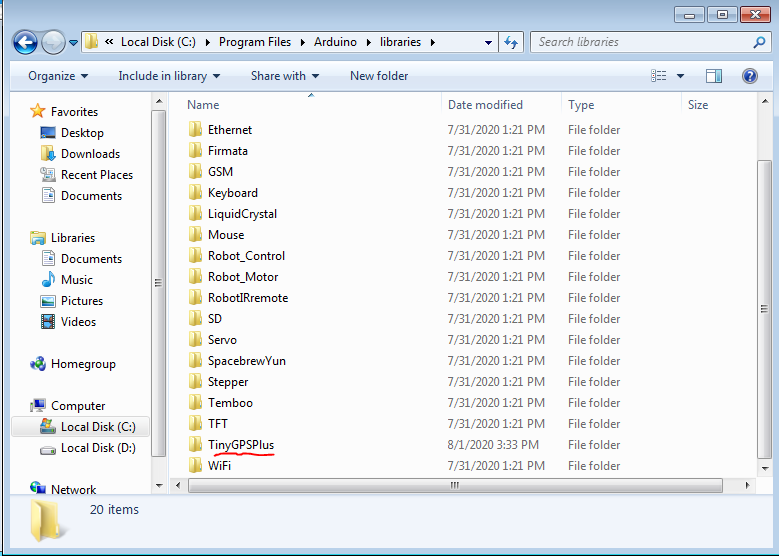 « Local Disk (C:) Program Files Arduino libraries Search libraries
Organize Include in library Share with New folder
Name Date modified Type Size
Favorites
Desktop
Downloads
Recent Places
Documents
Libraries
Documents
Music
Pictures
Videos
Homegroup
Computer
Local Disk (C:)
Local Disk (D:)
Network
Ethernet 7/31/2020 1:21 PM File folder
Firmata 7/31/2020 1:21 PM File folder
GSM 7/31/2020 1:21 PM File folder
Keyboard 7/31/2020 1:21 PM File folder
LiquidCrystal 7/31/2020 1:21 PM File folder
Mouse 7/31/2020 1:21 PM File folder
Robot_Control 7/31/2020 1:21 PM File folder
Robot_Motor 7/31/2020 1:21 PM File folder
RobotIRremote 7/31/2020 1:21 PM File folder
SD 7/31/2020 1:21 PM File folder
Servo 7/31/2020 1:21 PM File folder
SpacebrewYun 7/31/2020 1:21 PM File folder
Stepper 7/31/2020 1:21 PM File folder
Temboo 7/31/2020 1:21 PM File folder
TFT 7/31/2020 1:21 PM File folder
TinyGPSPlus 8/1/2020 3:33 PM File folder
WiFi 7/31/2020 1:21 PM File folder
20 items